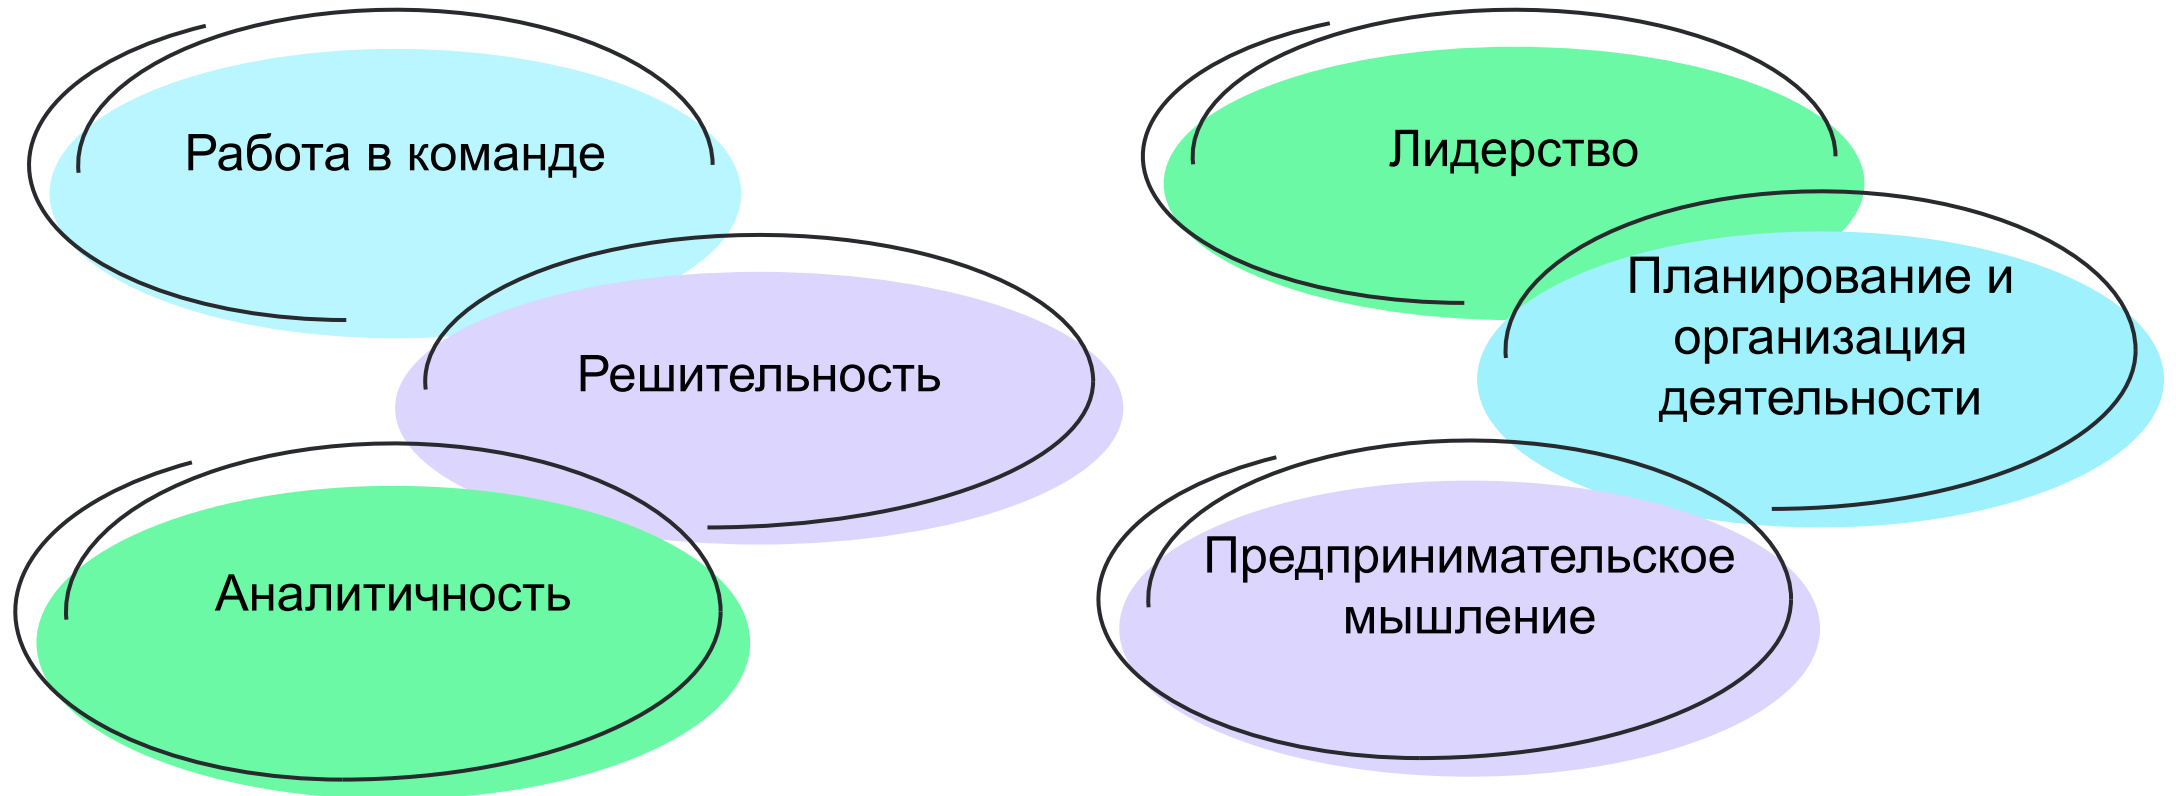 Работа в команде
Решительность
Аналитичность
Лидерство
Планирование и
организация
деятельности
Предпринимательское
мышление